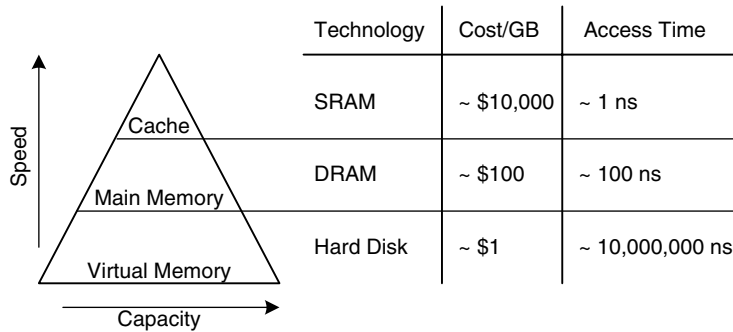 Technology Cost/GB Access Time
SRAM ~ $10,000 ~ 1 ns
Cache
DRAM ~ $100 ~ 100 ns
Main Memory
Hard Disk ~ $1 ~ 10,000,000 ns
Virtual Memory
Speed
Capacity